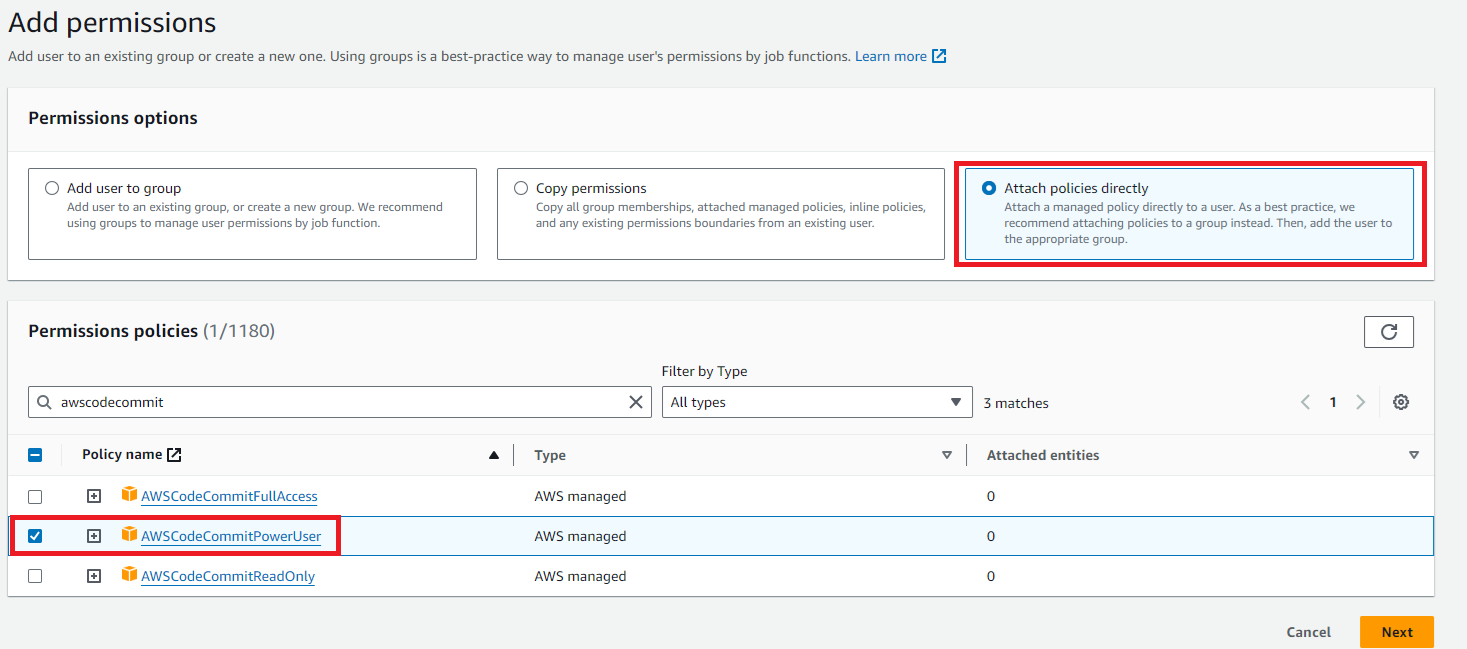 Add permissions
Add user to an existing group or create a new one. Using groups is a best-practice way to manage user's permissions by job functions. Learn more
Permissions options
Add user to group
Add user to an existing group, or create a new group. We recommend
using groups to manage user permissions by job function.
Copy permissions
Copy all group memberships, attached managed policies, inline policies,
and any existing permissions boundaries from an existing user.
Attach policies directly
Attach a managed policy directly to a user. As a best practice, we
recommend attaching policies to a group instead. Then, add the user to
the appropriate group.
Permissions policies (1/1180)
Filter by Type
awscodecommit All types 3 matches 1
Policy name Type Attached entities
AWSCodeCommitFullAccess AWS managed 0
AWSCodeCommitPowerUser AWS managed 0
AWSCodeCommitReadOnly AWS managed 0
Cancel Next